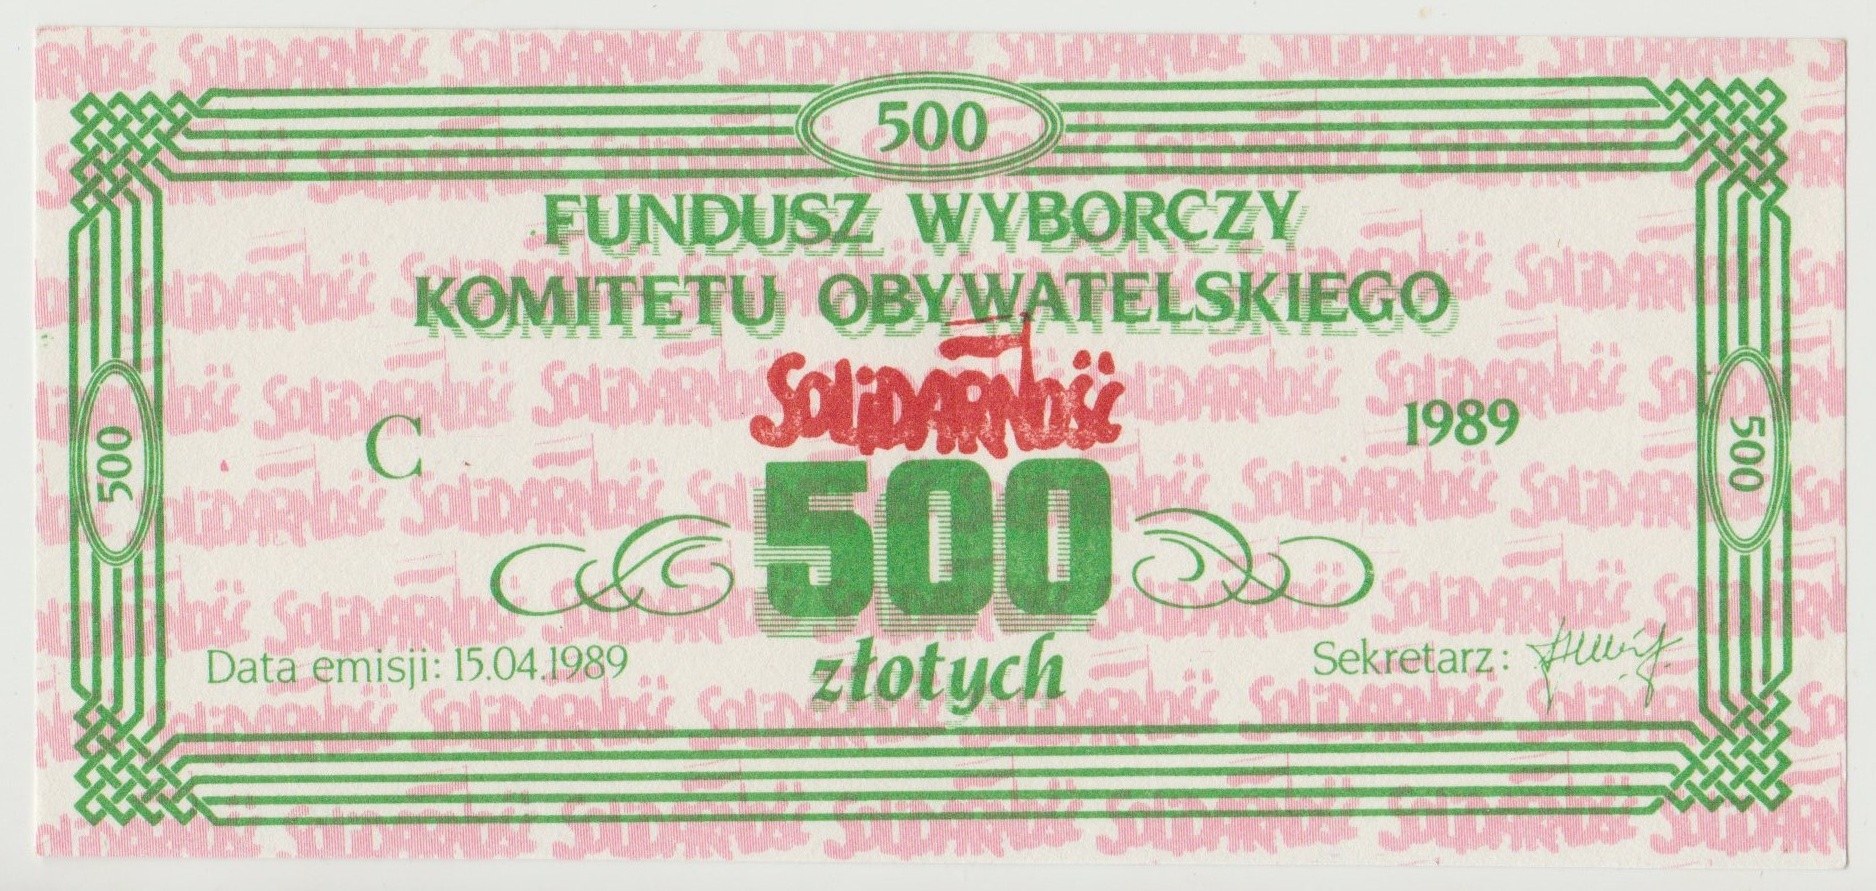 500
FUNDUSZ WYBORCZY
KOMITETU OBYWATELSKIEGO
SOLiDARNOŚĆ
C
1989
500
500
500
złotych
Data emisji: 15.04.1989
Sekretarz: